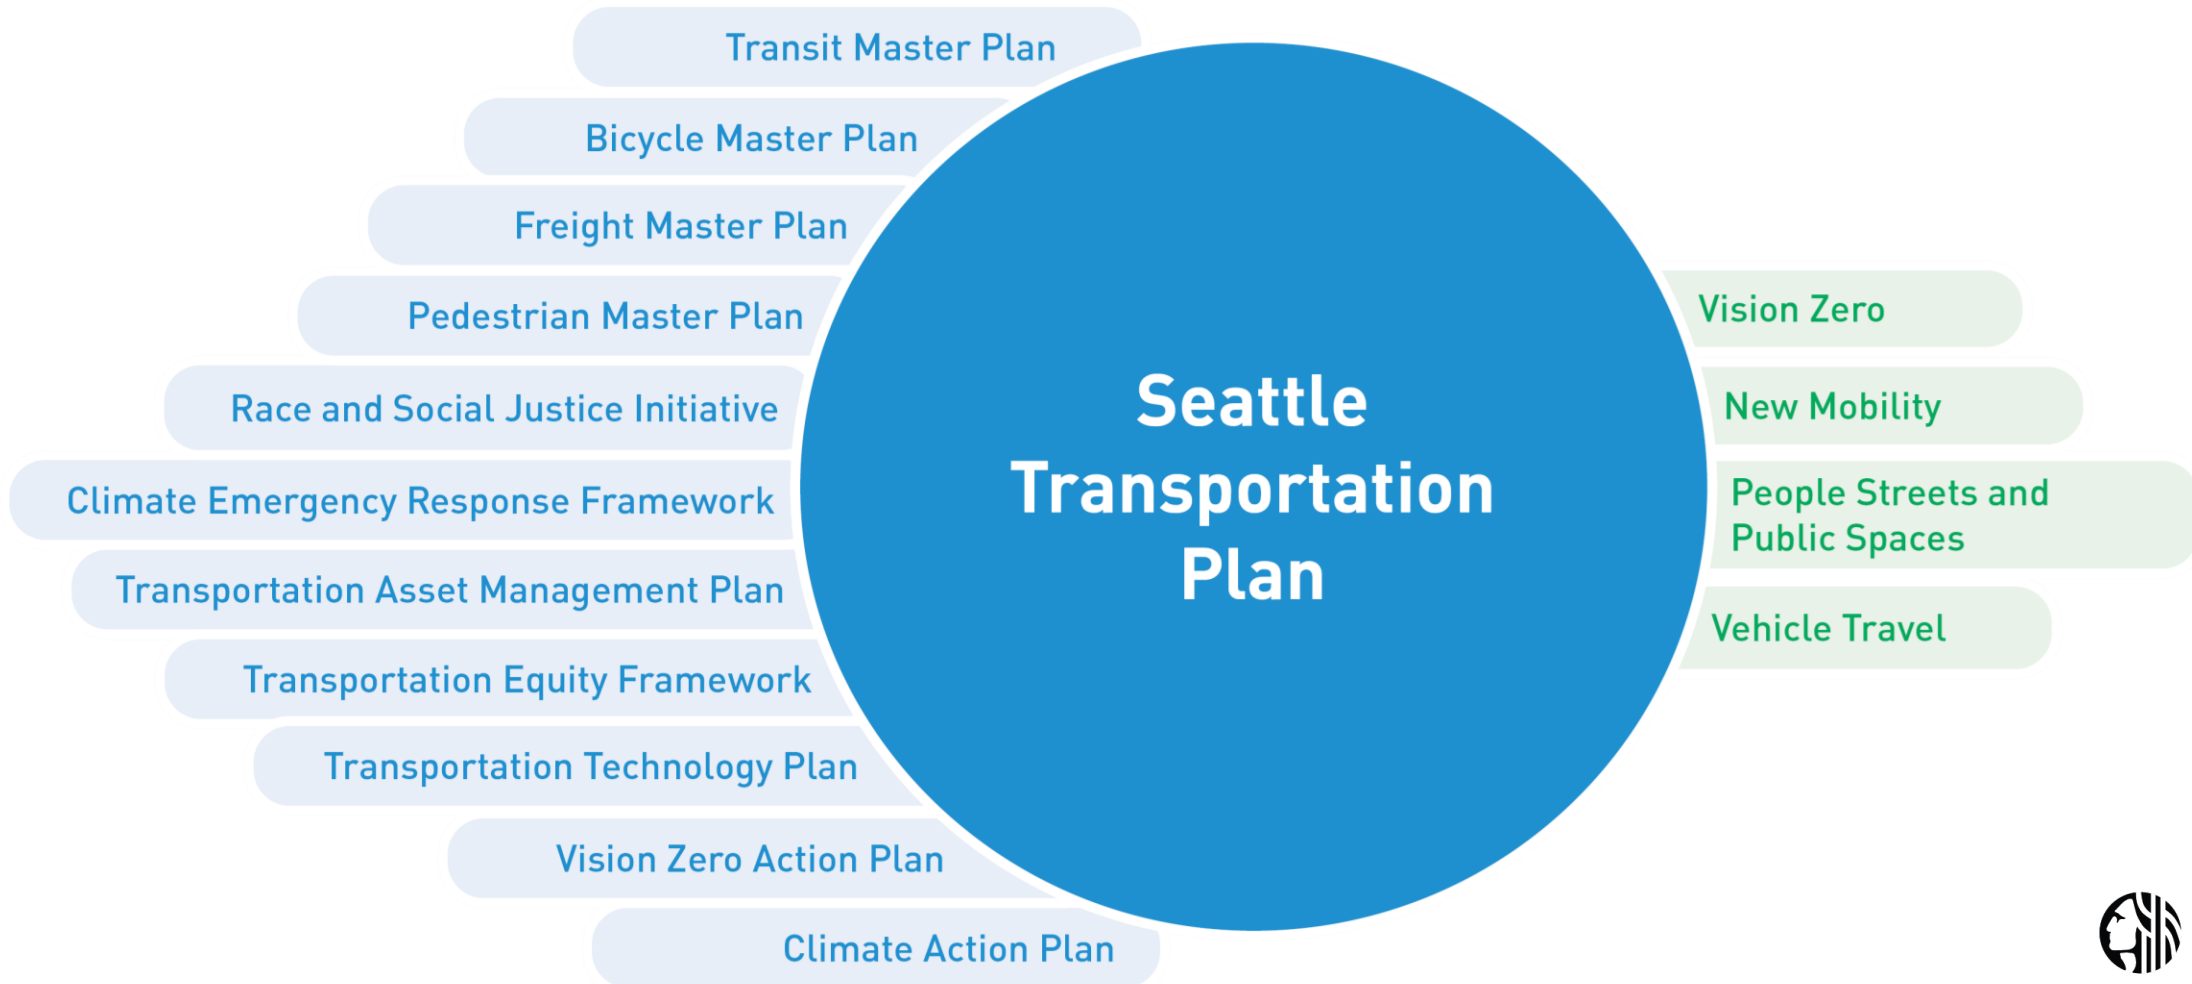 Transit Master Plan
Bicycle Master Plan
Freight Master Plan
Pedestrian Master Plan
Race and Social Justice Initiative
Climate Emergency Response Framework
Transportation Asset Management Plan
Transportation Equity Framework
Transportation Technology Plan
Vision Zero Action Plan
Climate Action Plan
Seattle
Transportation
Plan
Vision Zero
New Mobility
People Streets and
Public Spaces
Vehicle Travel